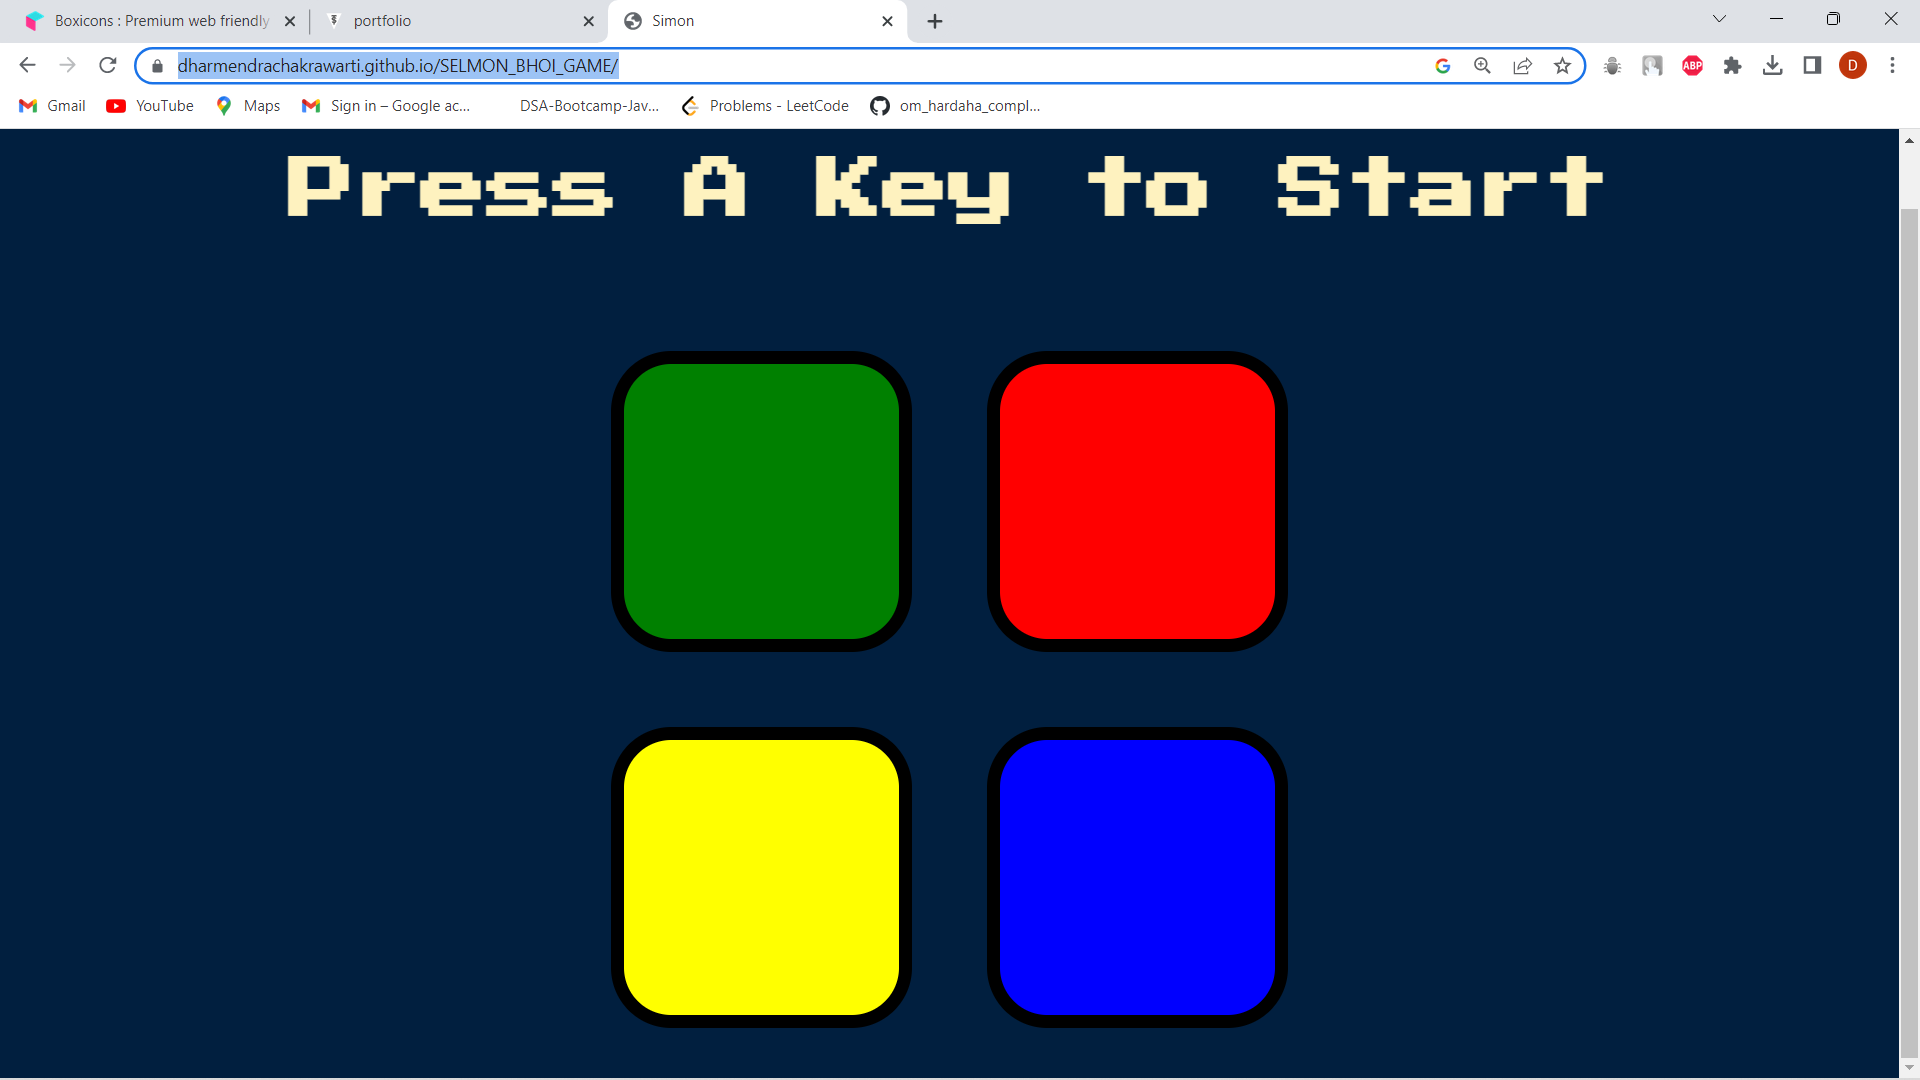 Boxicons : Premium web friendly
portfolio
Simon
dharmendrachakrawarti.github.io/SELMON_BHOI_GAME/
ABP
D
Gmail
YouTube
Maps
Sign in – Google ac...
DSA-Bootcamp-Jav...
Problems - LeetCode
om_hardaha_compl...
Press A Key to Start